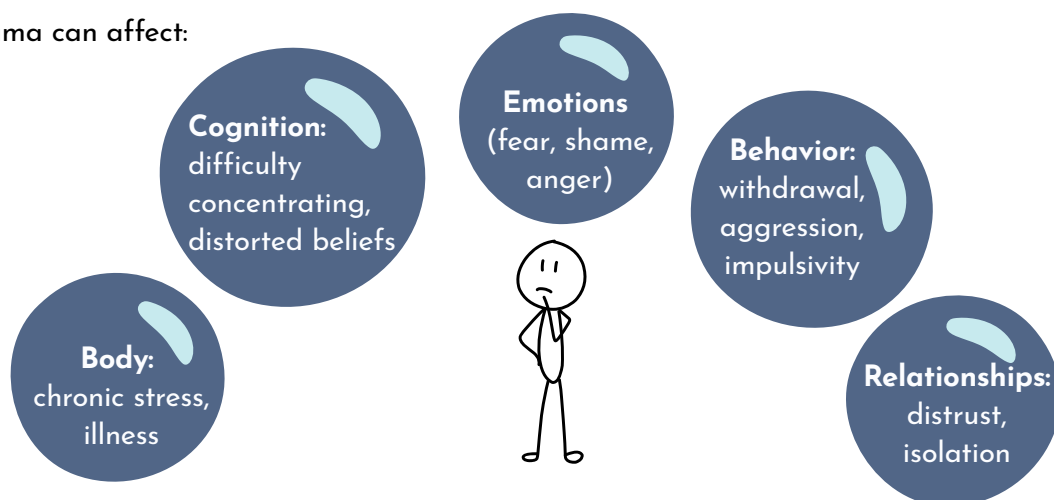 ma can affect:
Body:
chronic stress,
illness
Cognition:
difficulty
concentrating,
distorted beliefs
Emotions
(fear, shame,
anger)
Behavior:
withdrawal,
aggression,
impulsivity
Relationships:
distrust,
isolation